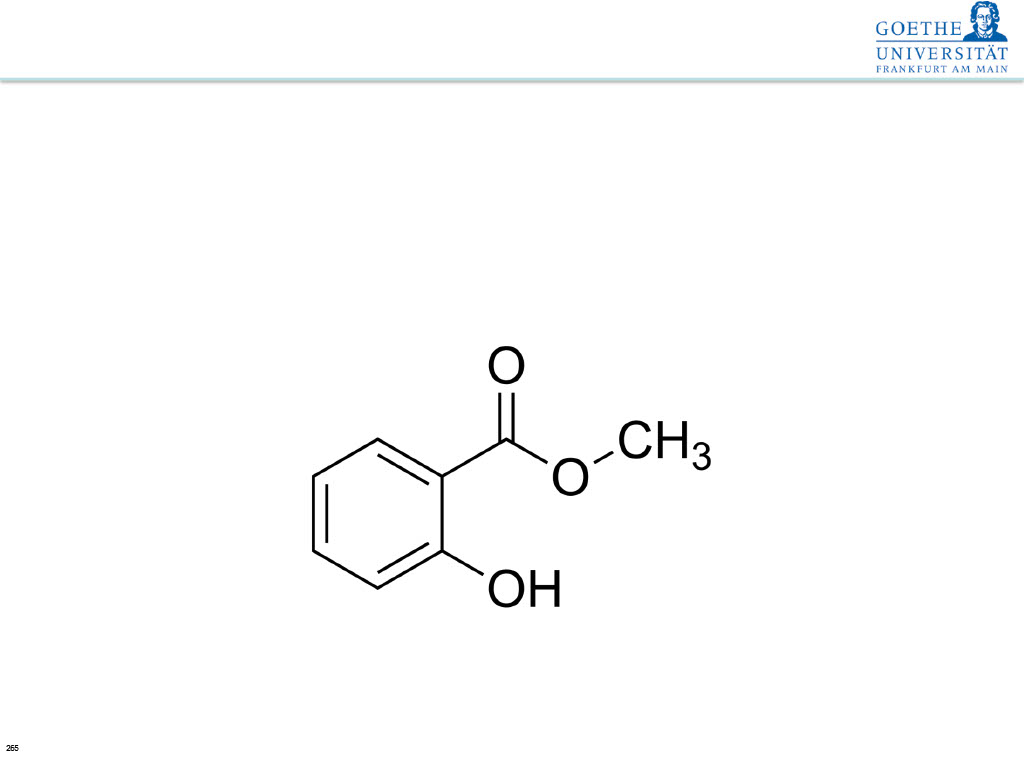 GOETHE
UNIVERSITÄT
FRANKFURT AM MAIN
O
CH3
O
OH
265